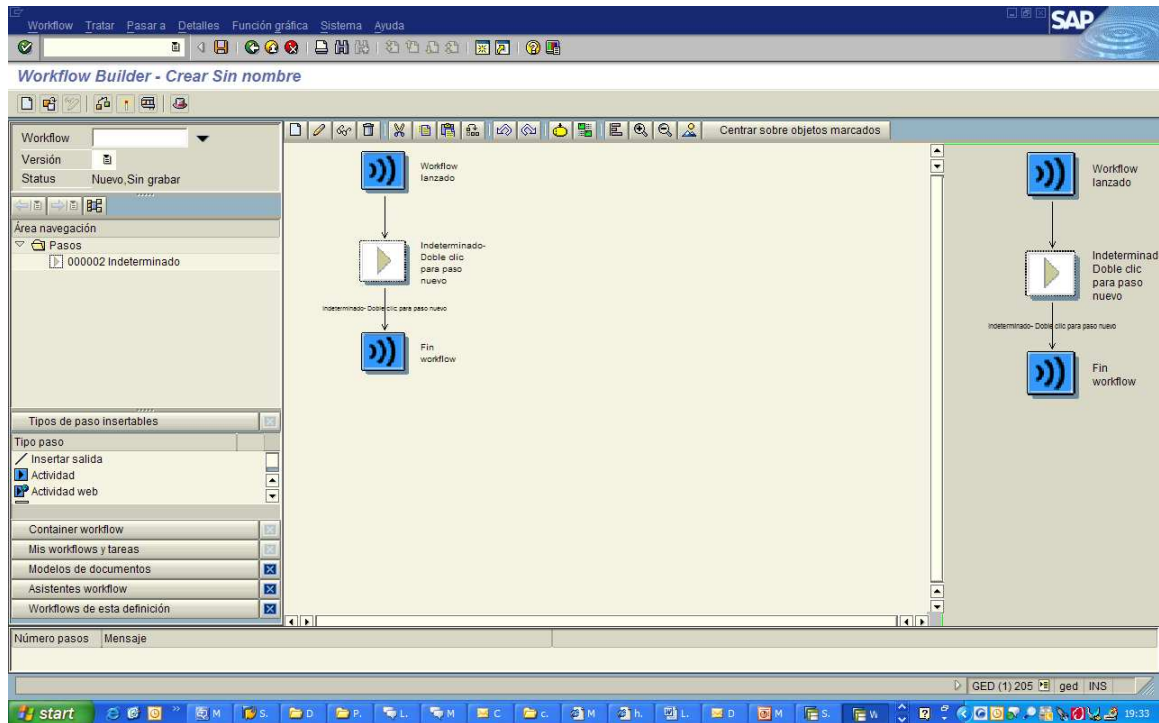 Workflow Tratar Pasar a Detalles Función gráfica Sistema Ayuda
SAP
Workflow Builder - Crear Sin nombre
Workflow
Versión
Status Nuevo,Sin grabar
Área navegación
Pasos
000002 Indeterminado
Tipos de paso insertables
Tipo paso
Insertar salida
Actividad
Actividad web
Container workflow
Mis workflows y tareas
Modelos de documentos
Asistentes workflow
Workflows de esta definición
Centrar sobre objetos marcados
Workflow
lanzado
Indeterminado-
Doble clic
para paso
nuevo
Indeterminado- Doble clic para paso nuevo
Fin
workflow
Workflow
lanzado
Indeterminad
Doble clic
para paso
nuevo
Indeterminado- Doble clic para paso nuevo
Fin
workflow
Número pasos Mensaje
GED (1) 205 ged INS
start M S. D P. L. M C c. M h. L D M S. W 19:33